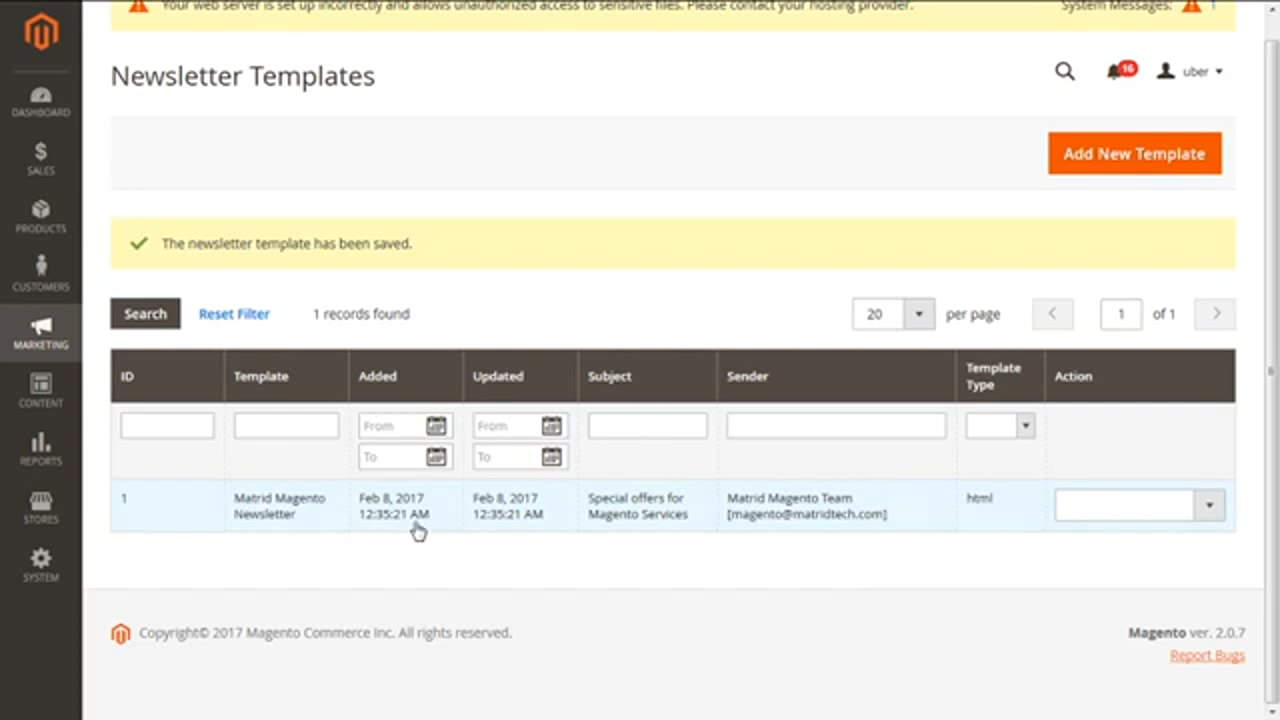 Your web server is set up incorrectly and allows unauthorized access to sensitive files. Please contact your hosting provider.
System Messages: 1
Newsletter Templates
16
uber
DASHBOARD
SALES
PRODUCTS
CUSTOMERS
MARKETING
CONTENT
REPORTS
STORES
SYSTEM
Add New Template
The newsletter template has been saved.
Search Reset Filter 1 records found 20 per page 1 of 1
ID Template Added Updated Subject Sender Template Type Action
From From
To To
1 Matrid Magento Newsletter Feb 8, 2017 12:35:21 AM Feb 8, 2017 12:35:21 AM Special offers for Magento Services Matrid Magento Team [magento@matridtech.com] html
Copyright© 2017 Magento Commerce Inc. All rights reserved.
Magento ver. 2.0.7
Report Bugs